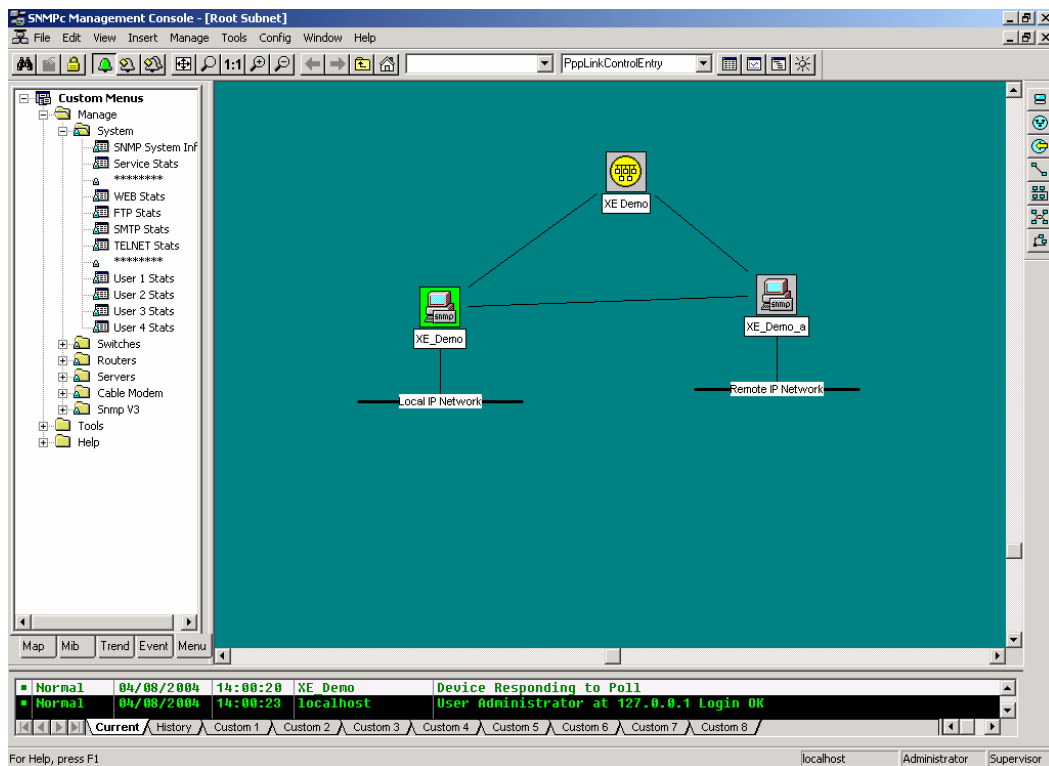 SNMPc Management Console - [Root Subnet]
File Edit View Insert Manage Tools Config Window Help
1:1 PppLinkControlEntry
Custom Menus
Manage
System
SNMP System Inf
Service Stats
********
WEB Stats
FTP Stats
SMTP Stats
TELNET Stats
********
User 1 Stats
User 2 Stats
User 3 Stats
User 4 Stats
Switches
Routers
Servers
Cable Modem
Snmp V3
Tools
Help
XE Demo
snmp
XE_Demo
snmp
XE_Demo_a
Local IP Network
Remote IP Network
Map Mib Trend Event Menu
Normal 04/08/2004 14:00:20 XE_Demo Device Responding to Poll
Normal 04/08/2004 14:00:23 localhost User Administrator at 127.0.0.1 Login OK
Current History Custom 1 Custom 2 Custom 3 Custom 4 Custom 5 Custom 6 Custom 7 Custom 8
For Help, press F1 localhost Administrator Supervisor